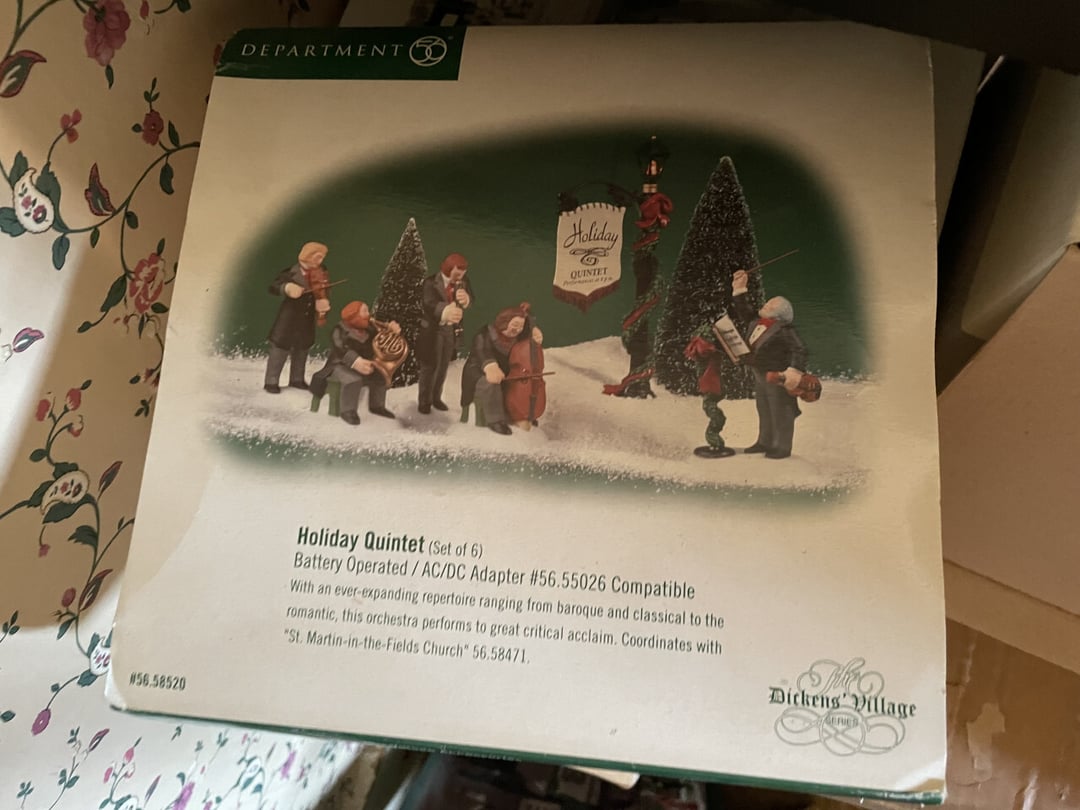 DEPARTMENT 56
Holiday
QUINTET
Holiday Quintet (Set of 6)
Battery Operated / AC/DC Adapter #56.55026 Compatible
With an ever-expanding repertoire ranging from baroque and classical to the
romantic, this orchestra performs to great critical acclaim. Coordinates with
"St. Martin-in-the-Fields Church" 56.58471.
#56.58520
The
Dickens' Village
SERIES